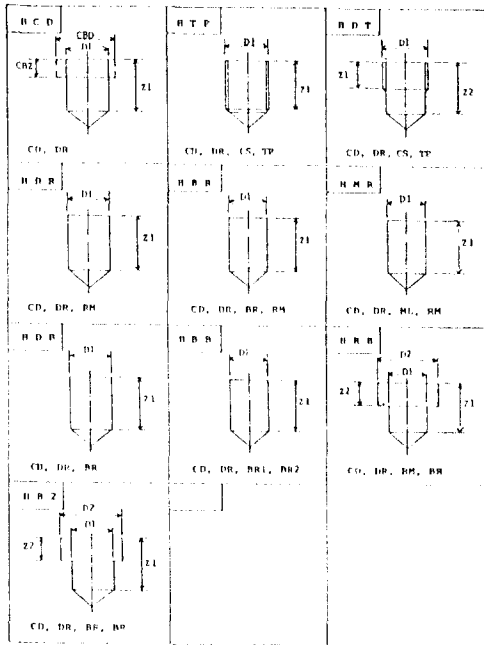 H C D
CBD
D1
CBZ
Z1
CD, DR
H T P
D1
Z1
CD, DR, CS, TP
H D T
D1
Z1
Z2
CD, DR, CS, TP
H D R
D1
Z1
CD, DR, RM
H B R
D1
Z1
CD, DR, BR, RM
H M R
D1
Z1
CD, DR, ML, RM
H D B
D1
Z1
CD, DR, BR
H B B
Z1
CD, DR, BR1, BR2
H R B
D2
D1
Z2
Z1
CD, DR, RM, BR
H B 2
D2
D1
Z2
Z1
CD, DR, BR, BR